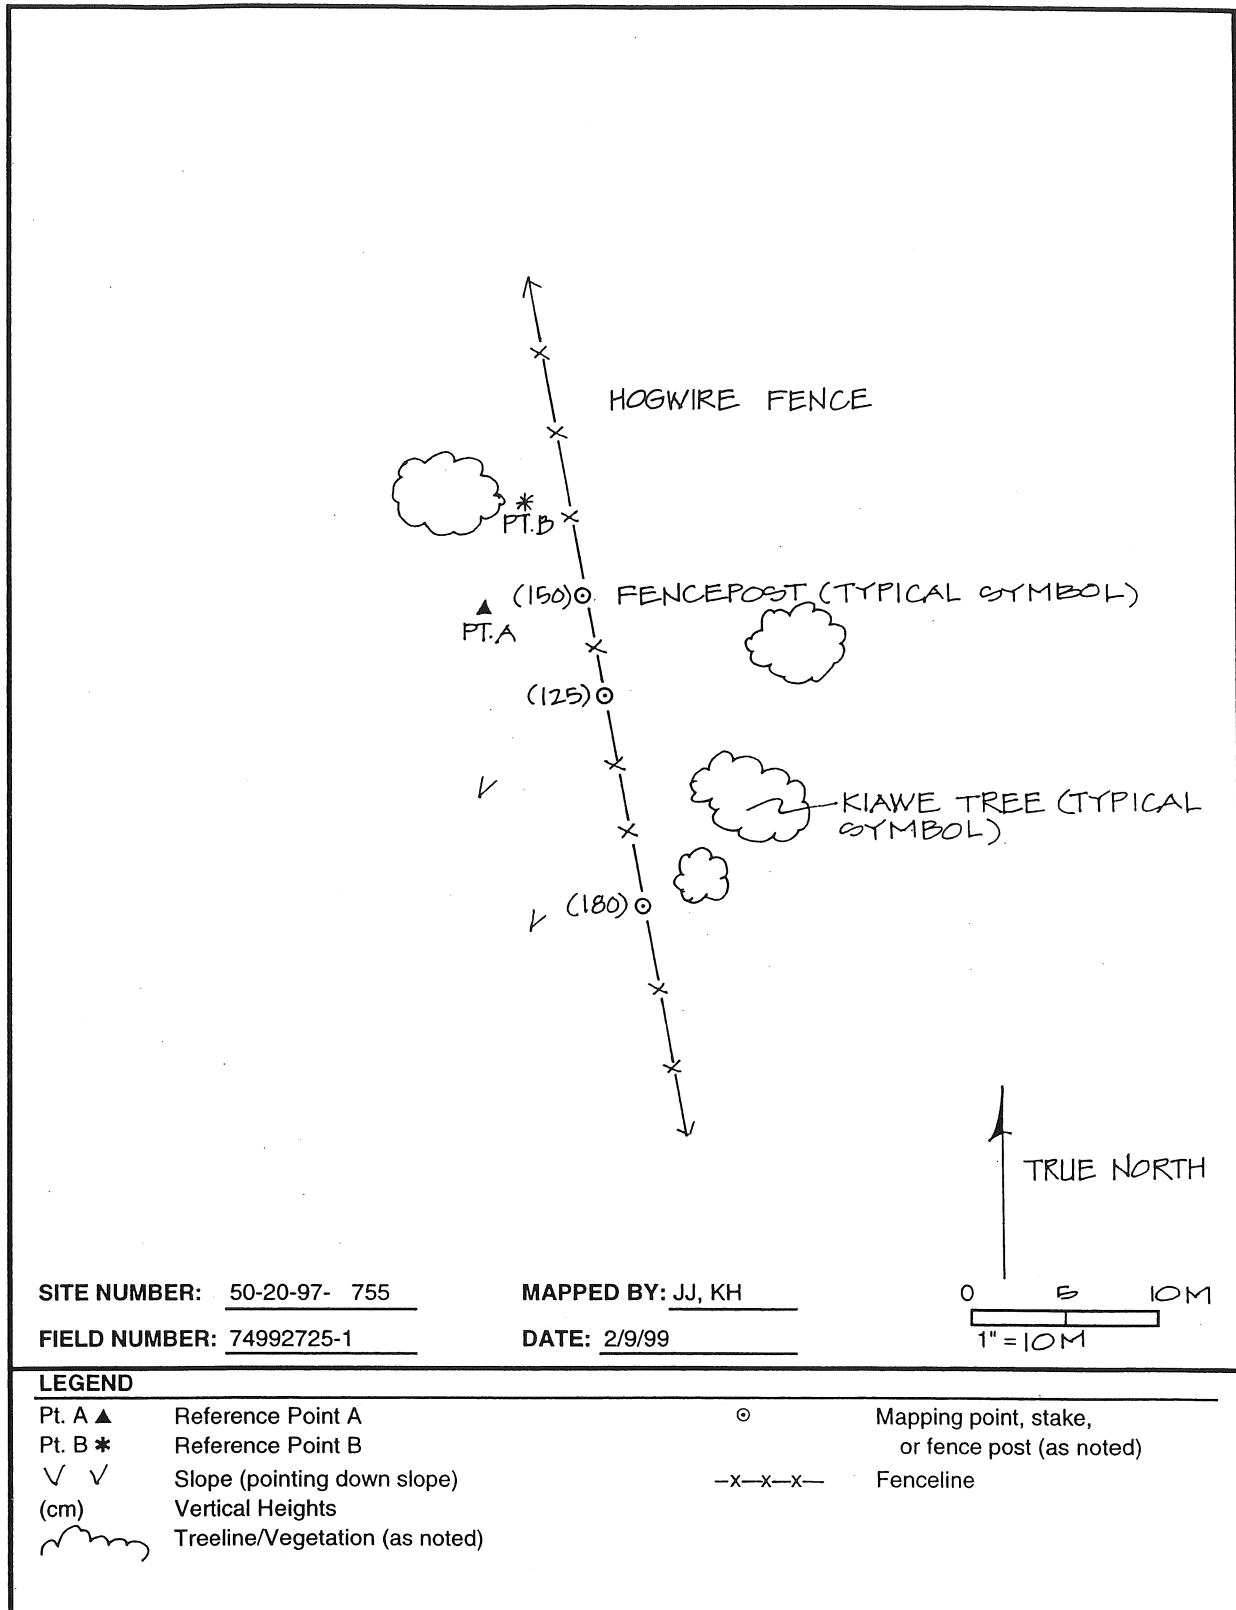 HOGWIRE FENCE
PT.B
(150) FENCEPOST (TYPICAL SYMBOL)
PT.A
(125)
KIAWE TREE (TYPICAL
SYMBOL)
(180)
TRUE NORTH
SITE NUMBER: 50-20-97- 755
MAPPED BY: JJ, KH
0 5 10M
FIELD NUMBER: 74992725-1
DATE: 2/9/99
1" = 10M
LEGEND
Pt. A Reference Point A
Pt. B Reference Point B
Slope (pointing down slope)
(cm) Vertical Heights
Treeline/Vegetation (as noted)
Mapping point, stake,
or fence post (as noted)
-x-x-x- Fenceline